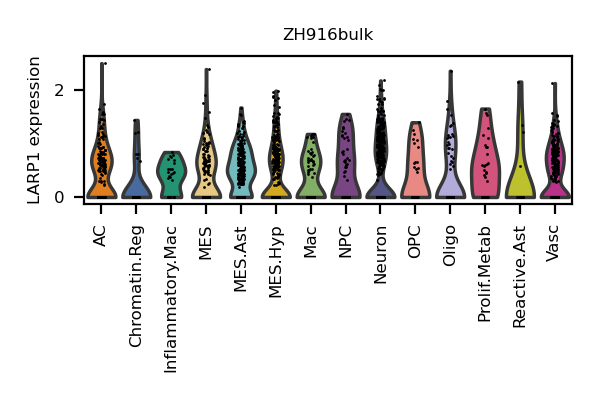 ZH916bulk
LARP1 expression
2
0
AC
Chromatin.Reg
Inflammatory.Mac
MES
MES.Ast
MES.Hyp
Mac
NPC
Neuron
OPC
Oligo
Prolif.Metab
Reactive.Ast
Vasc